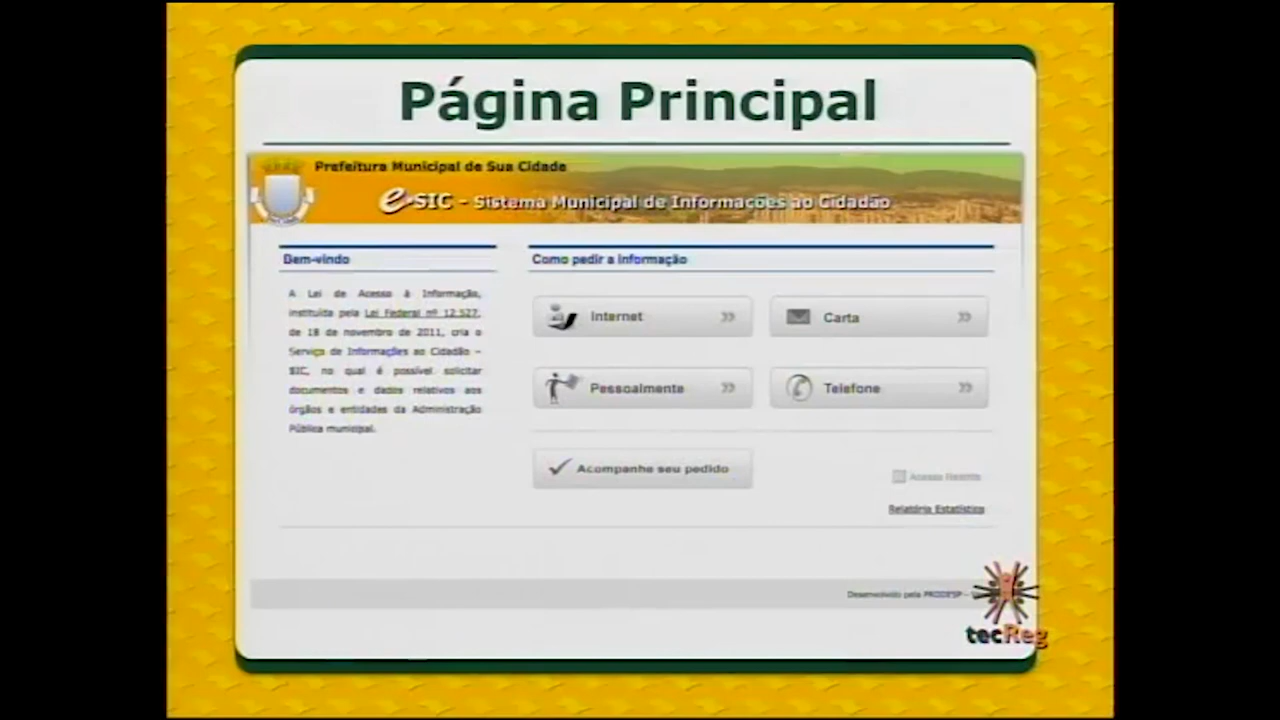 Página Principal
Prefeitura Municipal de Sua Cidade
e-SIC - Sistema Municipal de Informações ao Cidadão
Bem-vindo
A Lei de Acesso à Informação,
instituída pela Lei Federal nº 12.527,
de 18 de novembro de 2011, cria o
Serviço de Informações ao Cidadão –
SIC, no qual é possível solicitar
documentos e dados relativos aos
órgãos e entidades da Administração
Pública municipal.
Como pedir a informação
Internet
Carta
Pessoalmente
Telefone
Acompanhe seu pedido
Acesso Restrito
Relatório Estatístico
Desenvolvido pela PRODESP -
tecReg